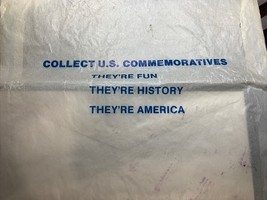 COLLECT U.S. COMMEMORATIVES
THEY'RE FUN
THEY'RE HISTORY
THEY'RE AMERICA